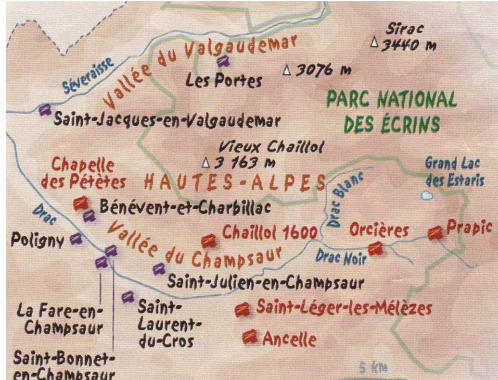 Sirac
3440 m
Vallée du Valgaudemar
Séveraisse
Les Portes
3076 m
PARC NATIONAL
DES ÉCRINS
Saint-Jacques-en-Valgaudemar
Vieux Chaillol
3 163 m
Chapelle
des Pétètes
HAUTES-ALPES
Grand Lac
des Estaris
Drac Blanc
Bénévent-et-Charbillac
Drac
Poligny
Vallée du Champsaur
Chaillol 1600
Orcières
Prapic
Drac Noir
Saint-Julien-en-Champsaur
La Fare-en-
Champsaur
Saint-
Laurent-
du-Cros
Saint-Léger-les-Mélèzes
Ancelle
Saint-Bonnet-
en-Champsaur
5 km